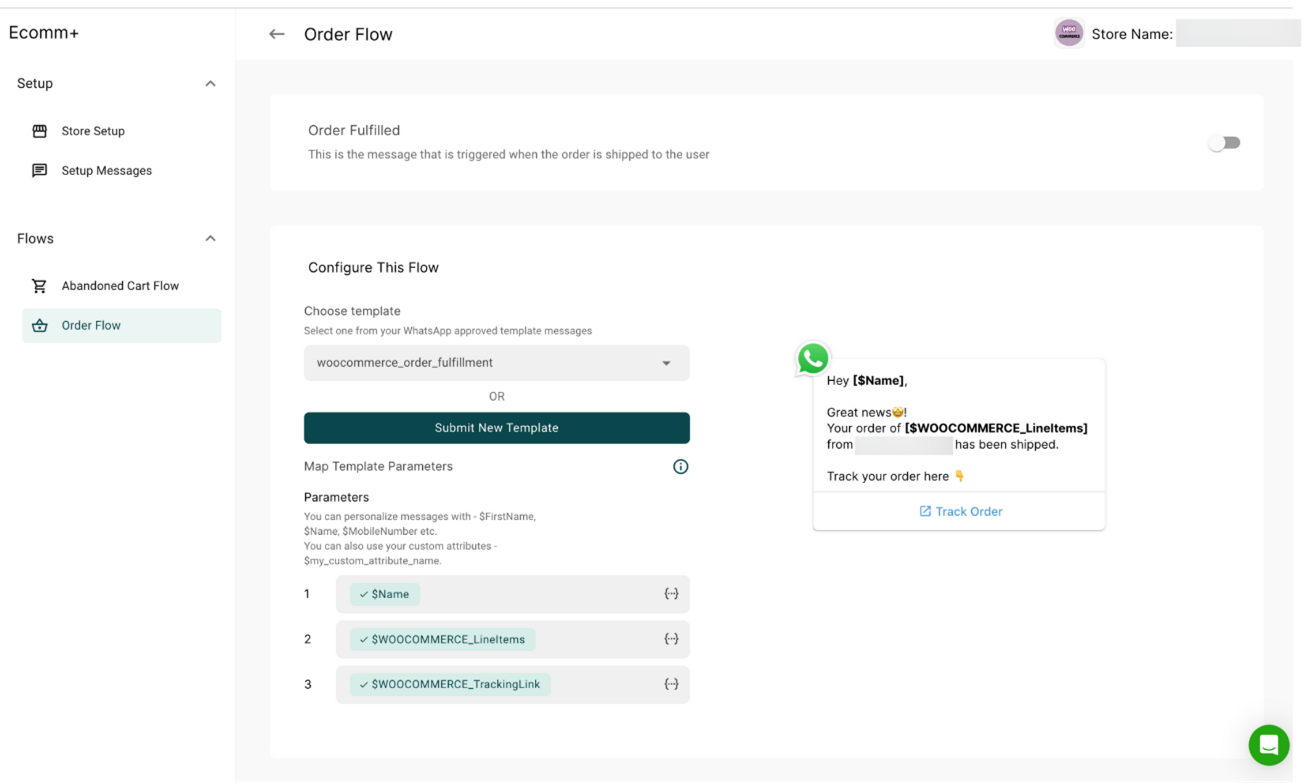 Ecomm+
Order Flow
WOO
COMMERCE
Store Name:
Setup
Store Setup
Setup Messages
Flows
Abandoned Cart Flow
Order Flow
Order Fulfilled
This is the message that is triggered when the order is shipped to the user
Configure This Flow
Choose template
Select one from your WhatsApp approved template messages
woocommerce_order_fulfillment
OR
Submit New Template
Map Template Parameters
Parameters
You can personalize messages with - $FirstName,
$Name, $MobileNumber etc.
You can also use your custom attributes -
$my_custom_attribute_name.
1 $Name
2 $WOOCOMMERCE_LineItems
3 $WOOCOMMERCE_TrackingLink
Hey [$Name],
Great news🤩!
Your order of [$WOOCOMMERCE_LineItems]
from has been shipped.
Track your order here 👇
Track Order